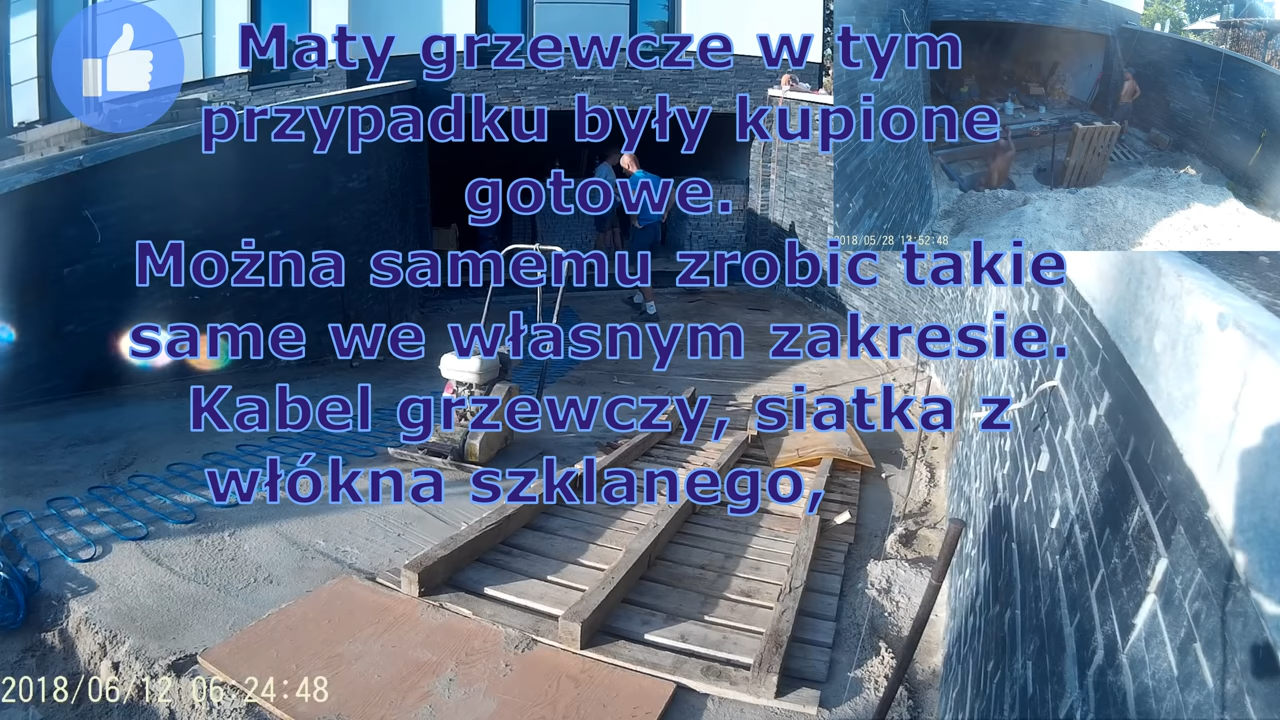 Maty grzewcze w tym
przypadku były kupione
gotowe.
Można samemu zrobic takie
same we własnym zakresie.
Kabel grzewczy, siatka z
włókna szklanego,
2018/05/28 13:52:48
2018/06/12 06:24:48